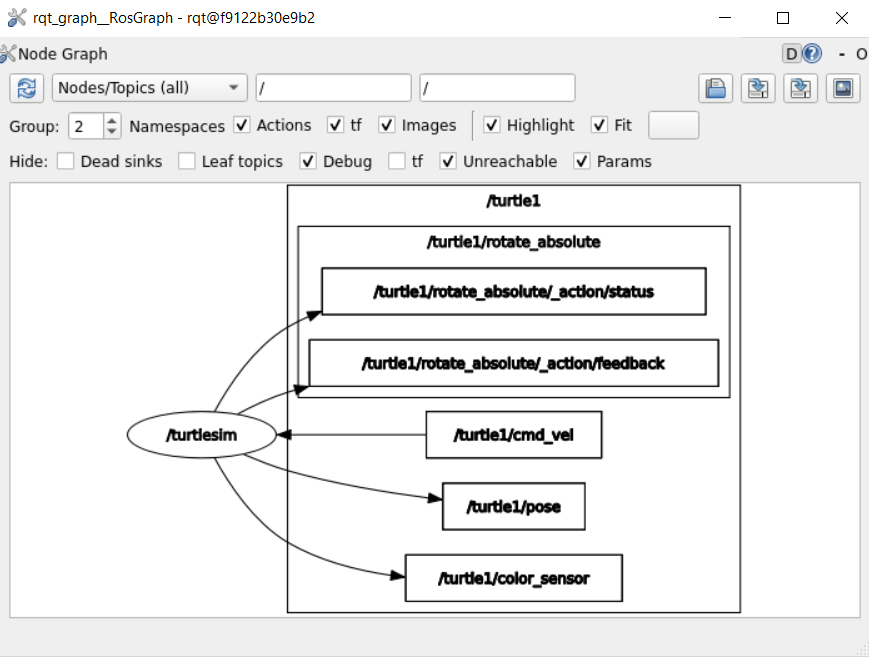 rqt_graph__RosGraph - rqt@f9122b30e9b2
Node Graph
D ? - O
Nodes/Topics (all) / /
Group: 2 Namespaces Actions tf Images Highlight Fit
Hide: Dead sinks Leaf topics Debug tf Unreachable Params
/turtle1
/turtle1/rotate_absolute
/turtle1/rotate_absolute/_action/status
/turtle1/rotate_absolute/_action/feedback
/turtlesim
/turtle1/cmd_vel
/turtle1/pose
/turtle1/color_sensor